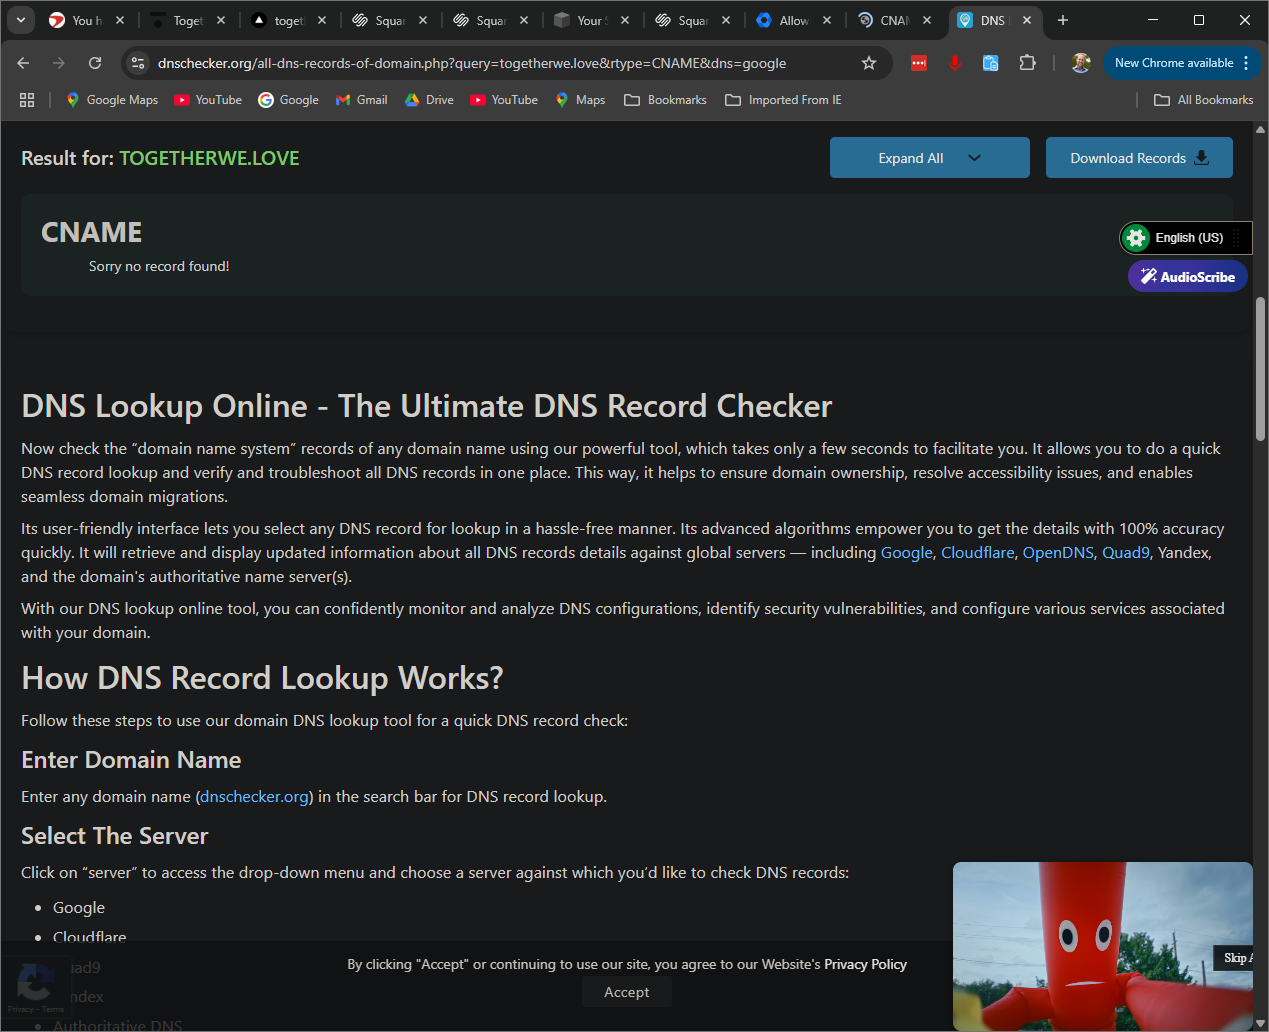 You h
Toget
toget
Squar
Squar
Your S
Squar
Allow
CNAM
DNS
dnschecker.org/all-dns-records-of-domain.php?query=togetherwe.love&rtype=CNAME&dns=google
New Chrome available
Google Maps
YouTube
Google
Gmail
Drive
YouTube
Maps
Bookmarks
Imported From IE
All Bookmarks
Result for: TOGETHERWE.LOVE
Expand All
Download Records
CNAME
Sorry no record found!
English (US)
AudioScribe
DNS Lookup Online - The Ultimate DNS Record Checker
Now check the “domain name system” records of any domain name using our powerful tool, which takes only a few seconds to facilitate you. It allows you to do a quick
DNS record lookup and verify and troubleshoot all DNS records in one place. This way, it helps to ensure domain ownership, resolve accessibility issues, and enables
seamless domain migrations.
Its user-friendly interface lets you select any DNS record for lookup in a hassle-free manner. Its advanced algorithms empower you to get the details with 100% accuracy
quickly. It will retrieve and display updated information about all DNS records details against global servers — including Google, Cloudflare, OpenDNS, Quad9, Yandex,
and the domain's authoritative name server(s).
With our DNS lookup online tool, you can confidently monitor and analyze DNS configurations, identify security vulnerabilities, and configure various services associated
with your domain.
How DNS Record Lookup Works?
Follow these steps to use our domain DNS lookup tool for a quick DNS record check:
Enter Domain Name
Enter any domain name (dnschecker.org) in the search bar for DNS record lookup.
Select The Server
Click on “server” to access the drop-down menu and choose a server against which you’d like to check DNS records:
Google
Cloudflare
uad9
ndex
Authoritative DNS
By clicking "Accept" or continuing to use our site, you agree to our Website's Privacy Policy
Accept
Privacy - Terms
Skip A